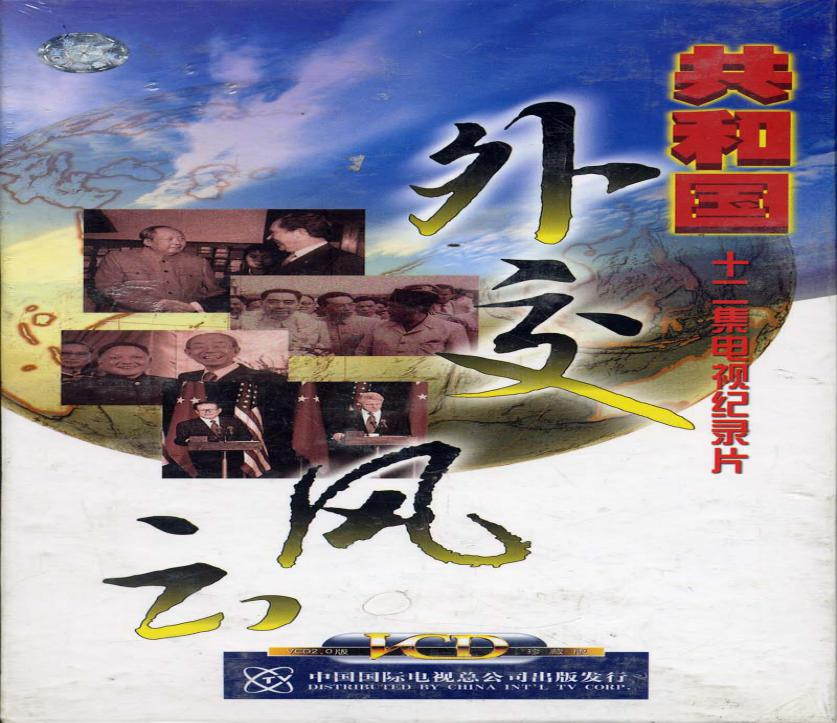 共和国
外交风云
十二集电视纪录片
VCD
VCD2.0版
珍藏版
TV
中国国际电视总公司出版发行
DISTRIBUTED BY CHINA INT'L TV CORP.